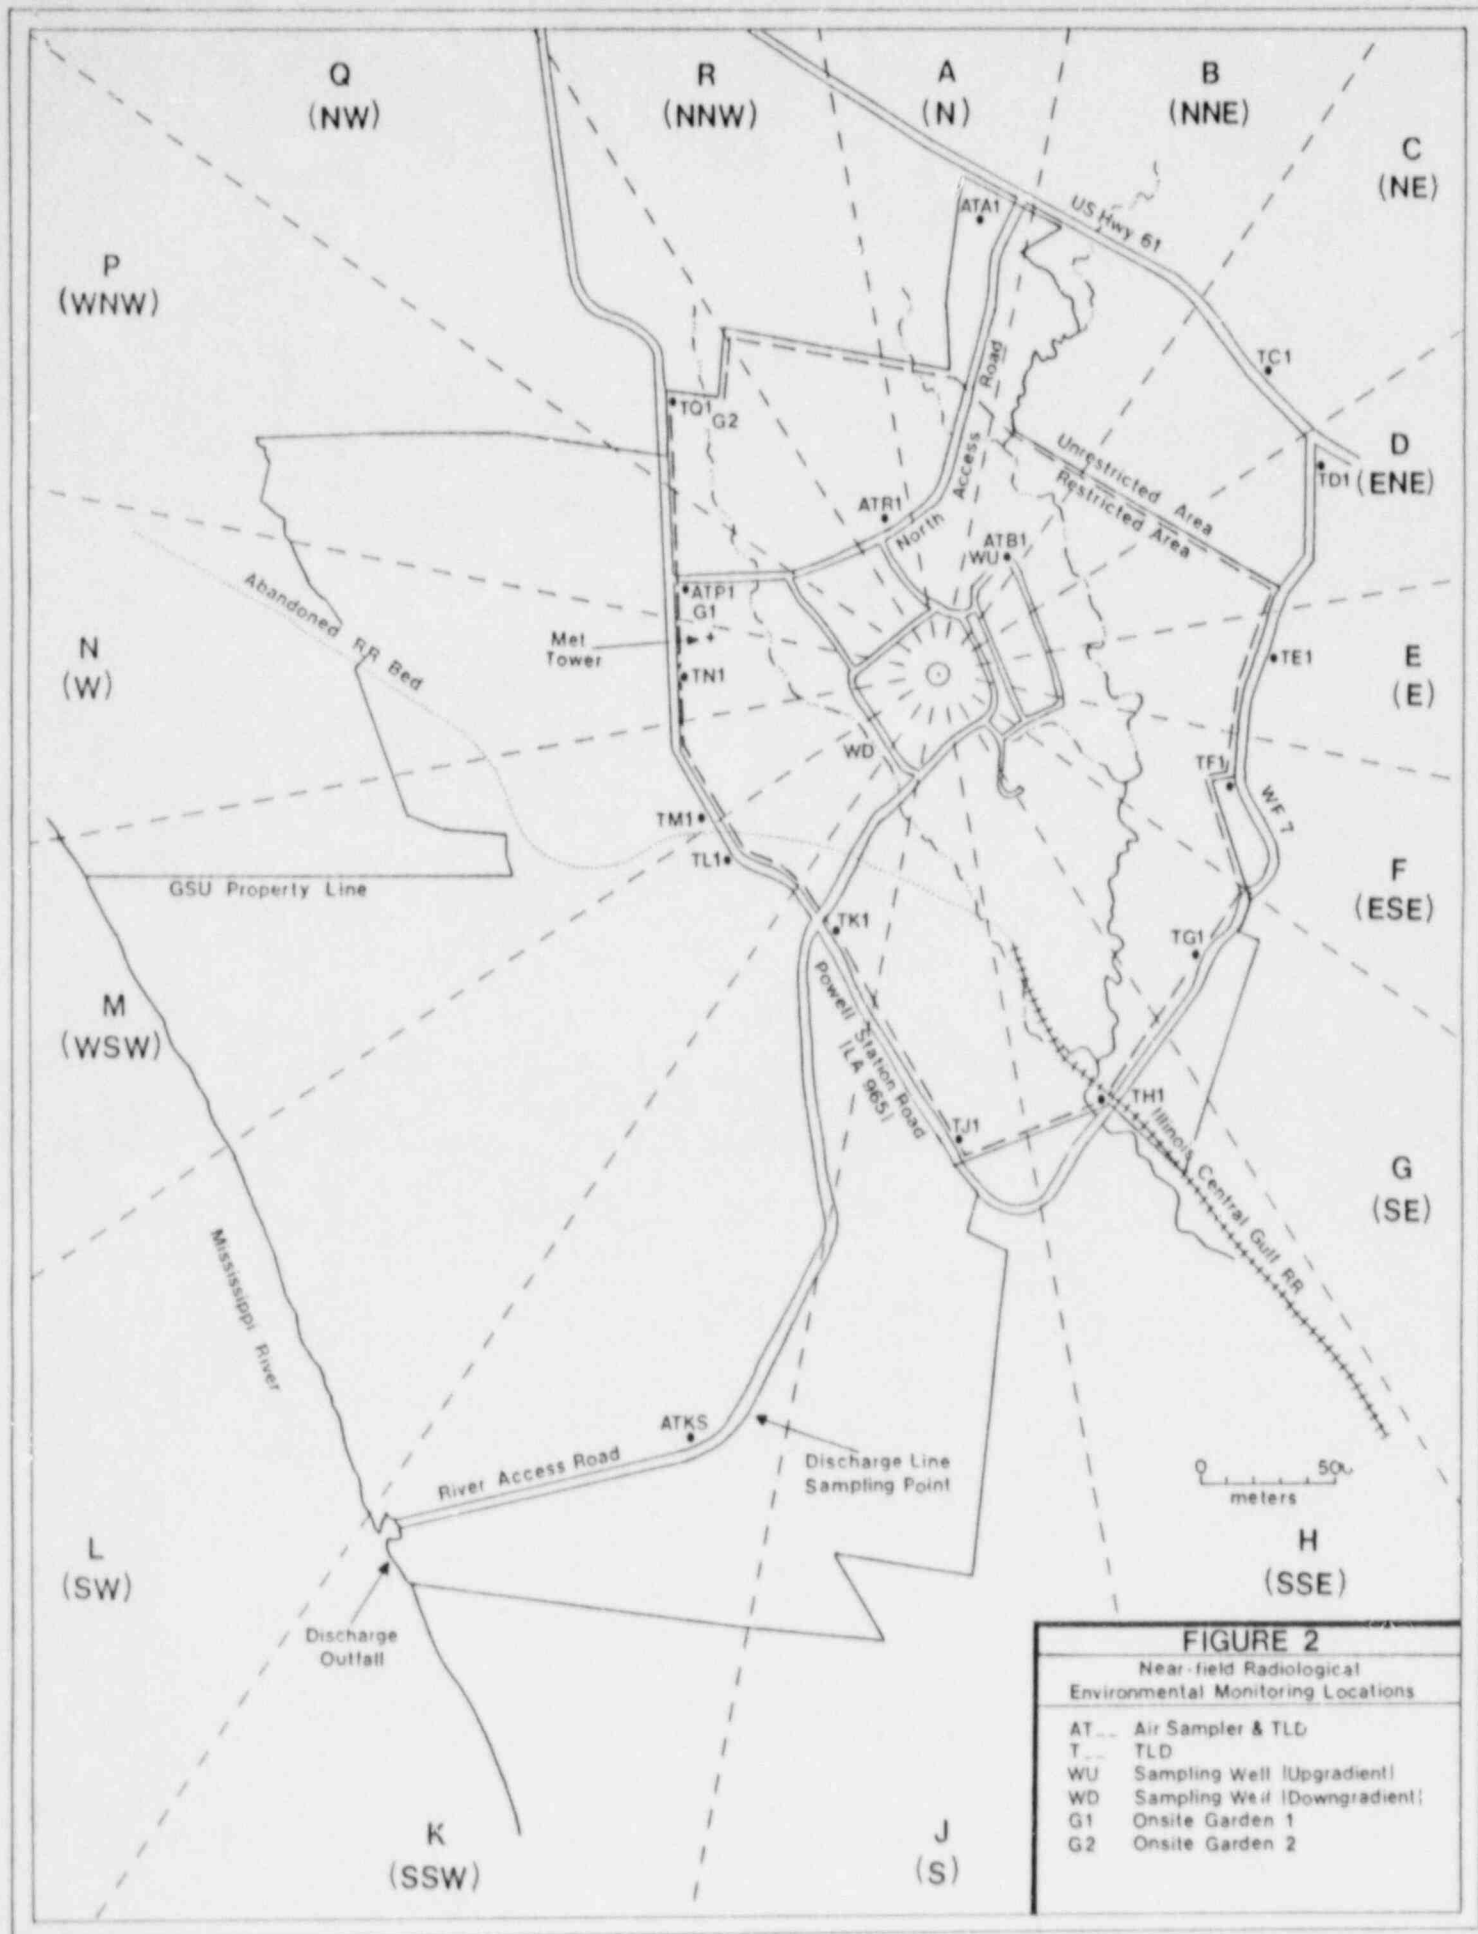 Q
(NW)
R
(NNW)
A
(N)
B
(NNE)
C
(NE)
P
(WNW)
ATA1
US Hwy 61
TC1
North Access Road
TQ1
G2
D
(ENE)
TD1
Unrestricted Area
Restricted Area
ATR1
ATB1
WU
ATP1
G1
Met
Tower
TN1
Abandoned RR Bed
N
(W)
E
(E)
TE1
WD
TF1
WF 7
TM1
TL1
GSU Property Line
F
(ESE)
TK1
TG1
M
(WSW)
Powell Station Road
(LA 965)
TJ1
TH1
Illinois Central Gulf RR
G
(SE)
Mississippi River
ATKS
River Access Road
Discharge Line
Sampling Point
0 500
meters
H
(SSE)
L
(SW)
Discharge
Outfall
K
(SSW)
J
(S)
FIGURE 2
Near-field Radiological
Environmental Monitoring Locations
AT__ Air Sampler & TLD
T__ TLD
WU Sampling Well (Upgradient)
WD Sampling Well (Downgradient)
G1 Onsite Garden 1
G2 Onsite Garden 2